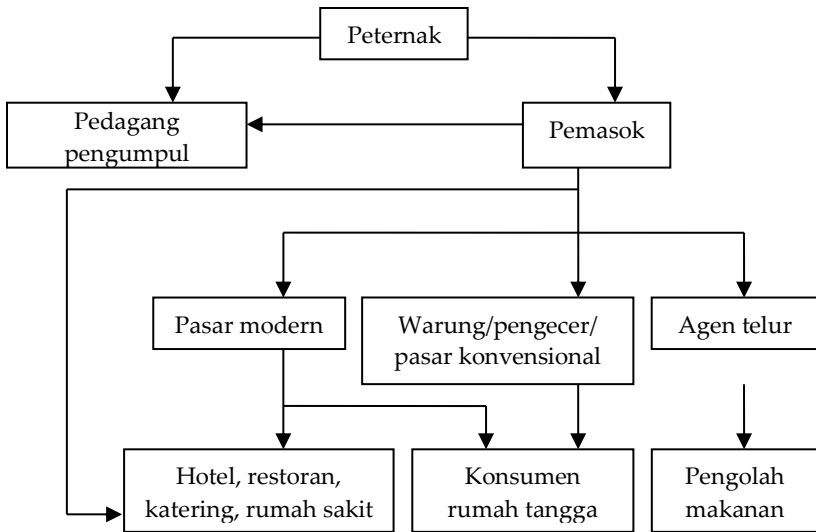 Peternak
Pedagang
pengumpul
Pemasok
Pasar modern
Warung/pengecer/
pasar konvensional
Agen telur
Hotel, restoran,
katering, rumah sakit
Konsumen
rumah tangga
Pengolah
makanan